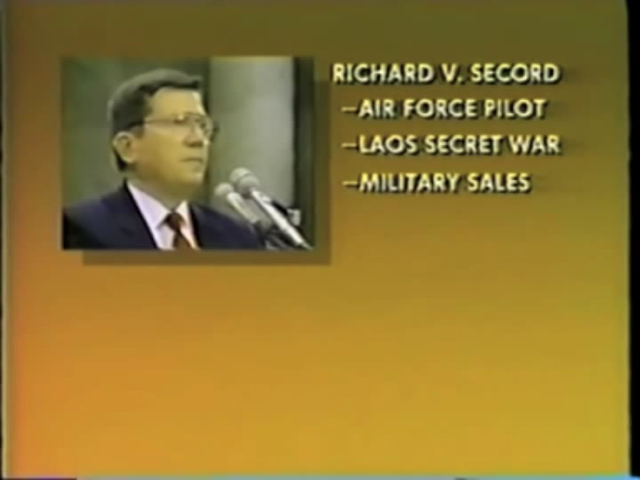 RICHARD V. SECORD
–AIR FORCE PILOT
–LAOS SECRET WAR
–MILITARY SALES